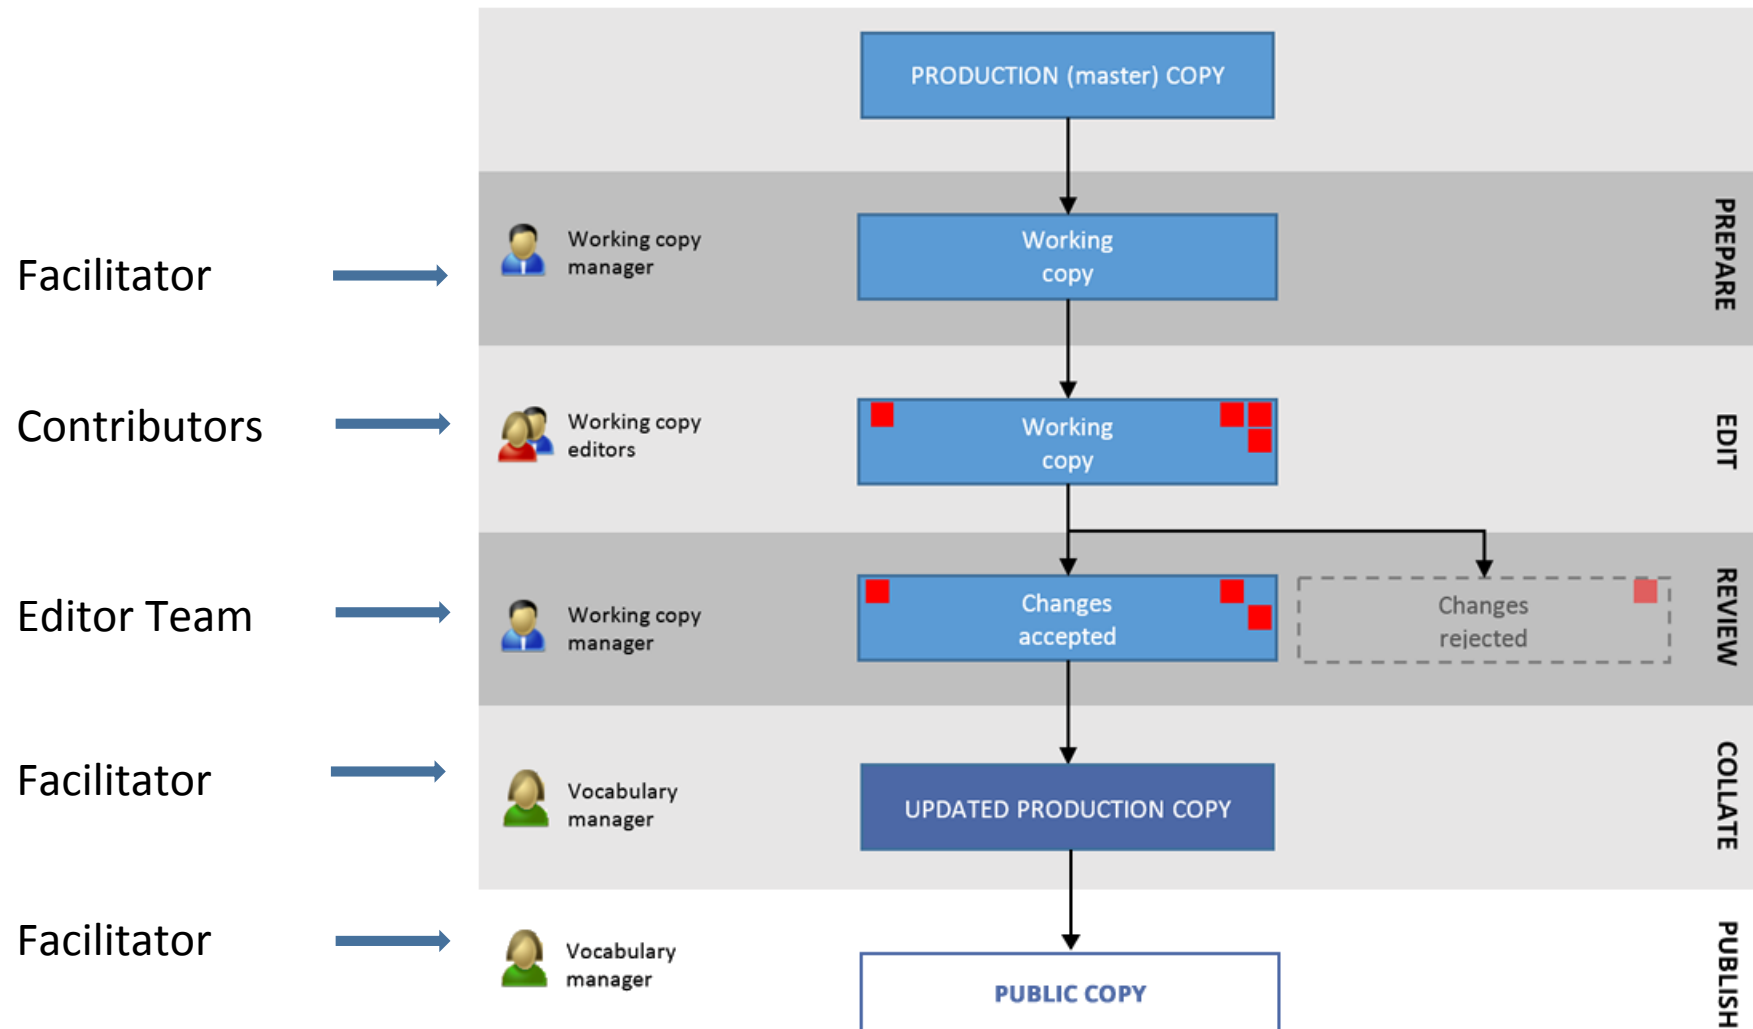 PRODUCTION (master) COPY
Facilitator
Working copy
manager
Working
copy
PREPARE
Contributors
Working copy
editors
Working
copy
EDIT
Editor Team
Working copy
manager
Changes
accepted
Changes
rejected
REVIEW
Facilitator
Vocabulary
manager
UPDATED PRODUCTION COPY
COLLATE
Facilitator
Vocabulary
manager
PUBLIC COPY
PUBLISH